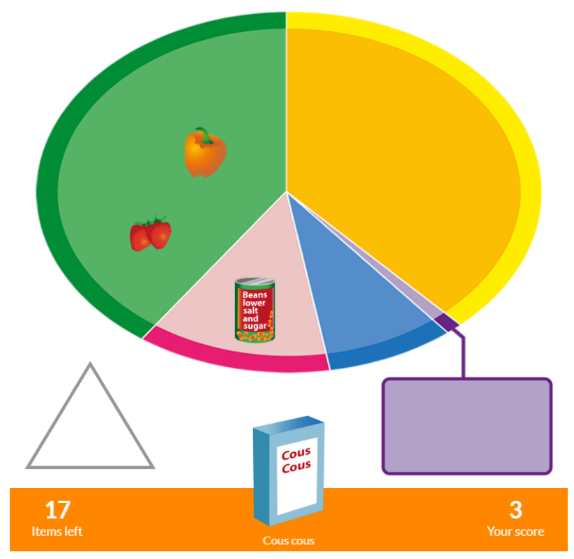 Beans
lower
salt
and
sugar
Cous
Cous
17
Items left
Cous cous
3
Your score